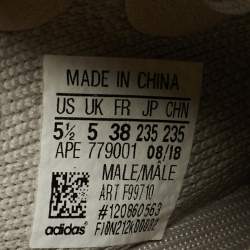 MADE IN CHINA
US UK FR JP CHN
5½ 5 38 235 235
APE 779001 08/18
MALE/MÂLE
ART F99710
#120860563
adidas